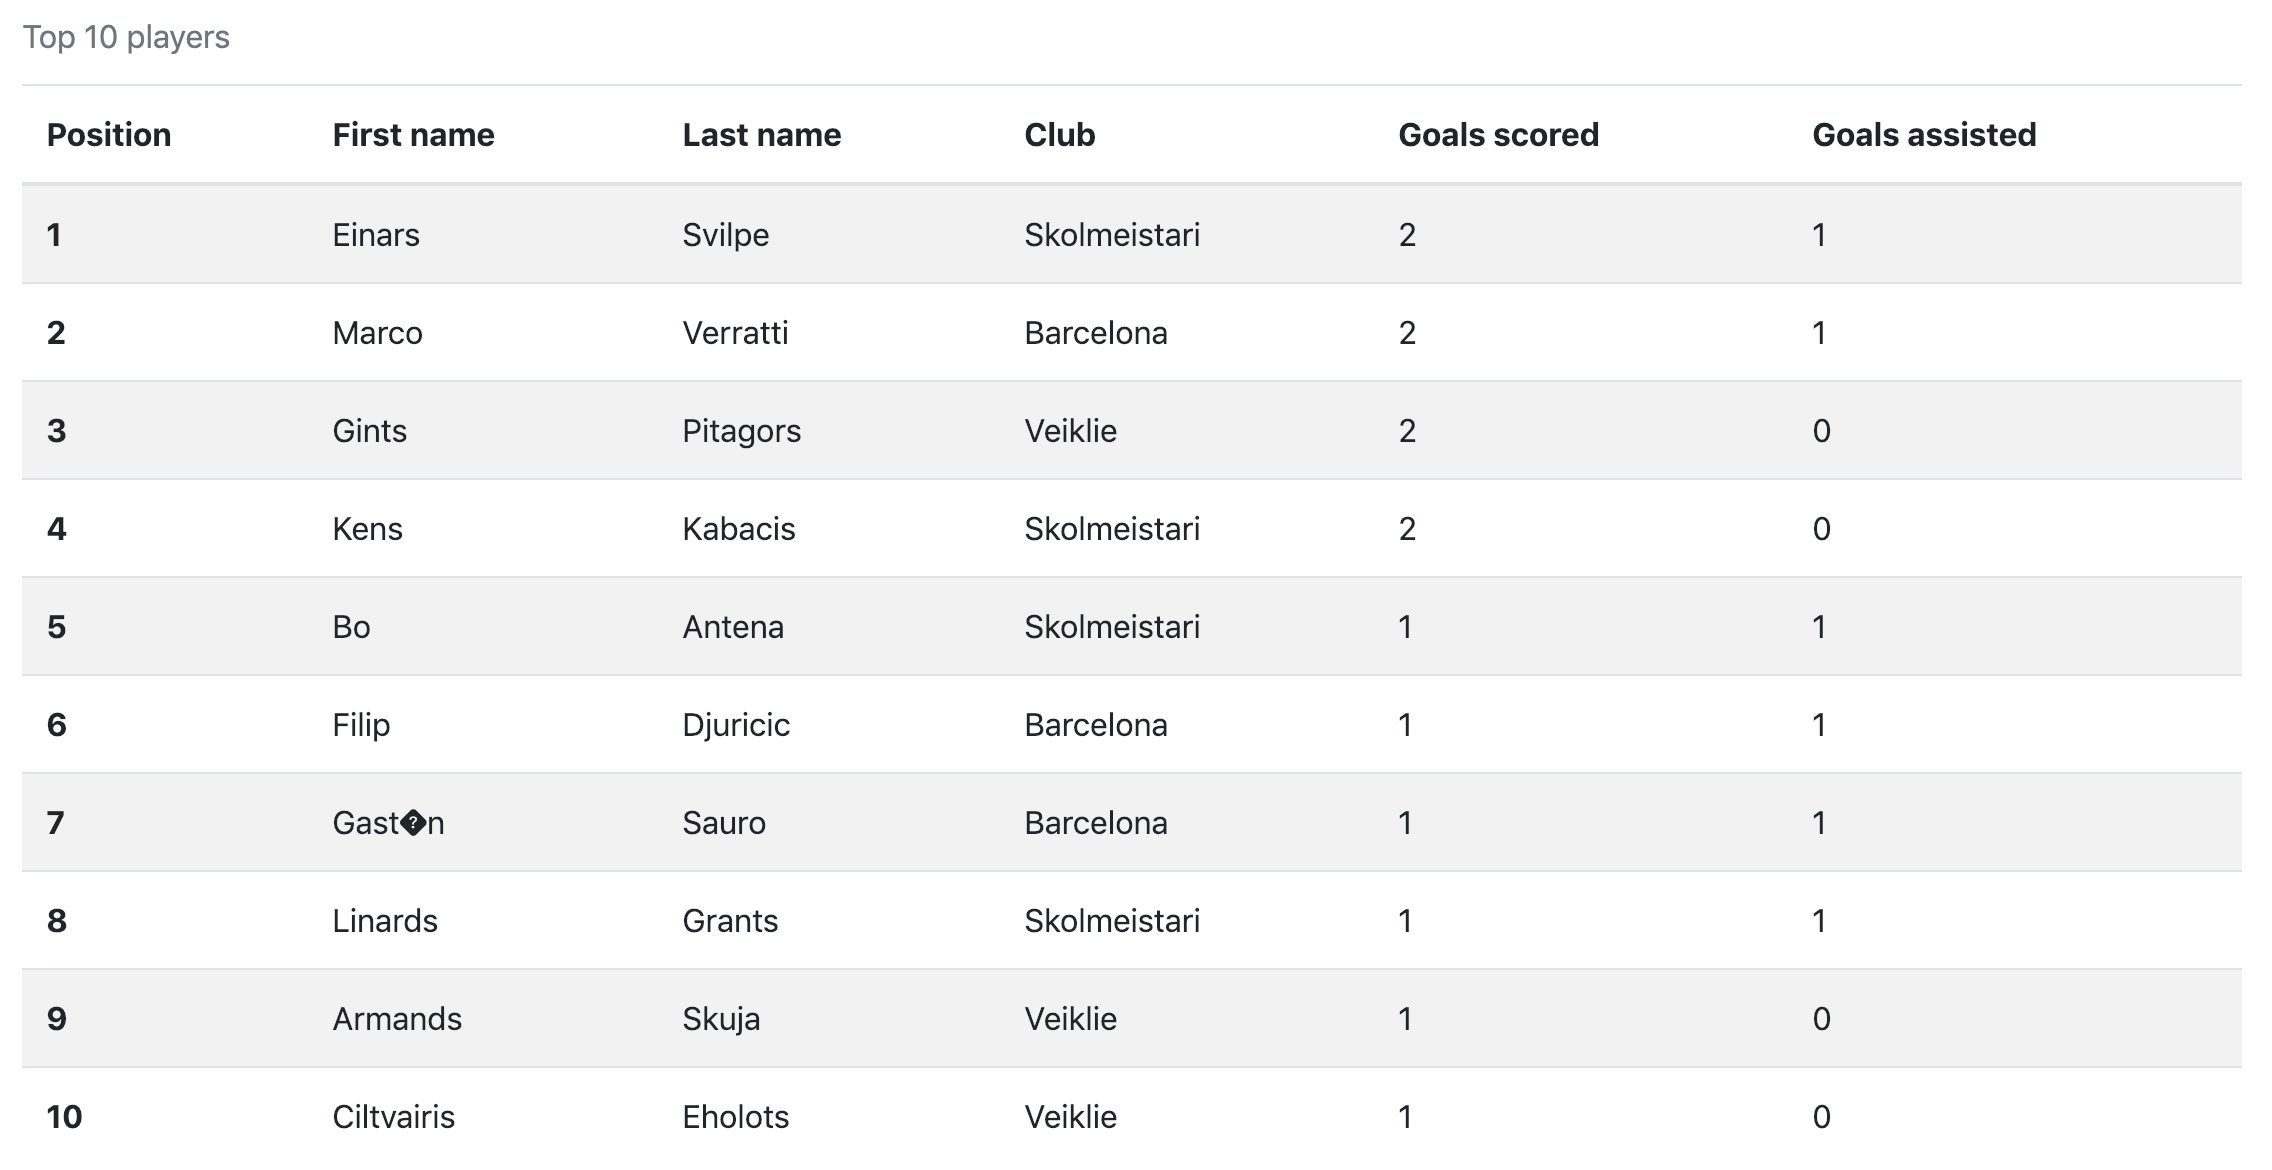 Top 10 players
Position First name Last name Club Goals scored Goals assisted
1 Einars Svilpe Skolmeistari 2 1
2 Marco Verratti Barcelona 2 1
3 Gints Pitagors Veiklie 2 0
4 Kens Kabacis Skolmeistari 2 0
5 Bo Antena Skolmeistari 1 1
6 Filip Djuricic Barcelona 1 1
7 Gast�n Sauro Barcelona 1 1
8 Linards Grants Skolmeistari 1 1
9 Armands Skuja Veiklie 1 0
10 Ciltvairis Eholots Veiklie 1 0